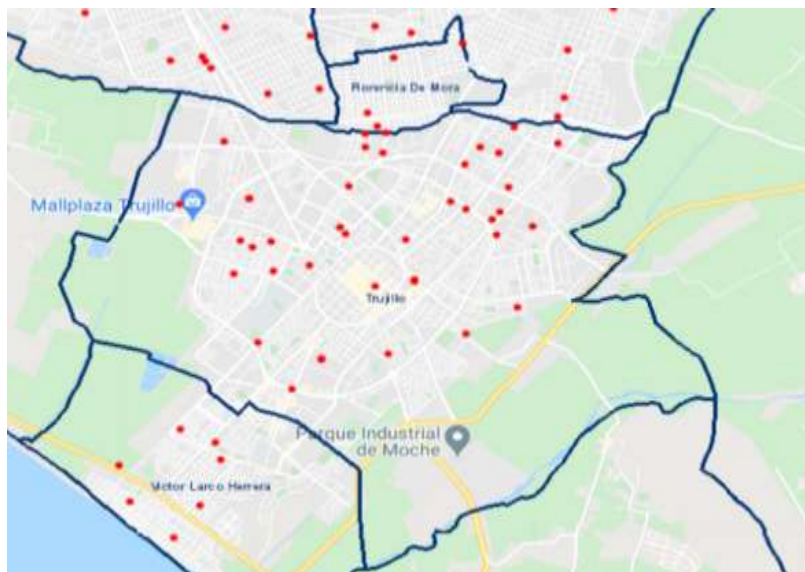 Florencia De Mora
Mallplaza Trujillo
Trujillo
Parque Industrial
de Moche
Victor Larco Herrera